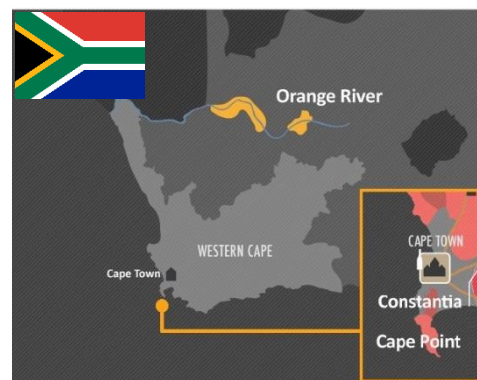 Orange River
WESTERN CAPE
Cape Town
CAPE TOWN
Constantia
Cape Point